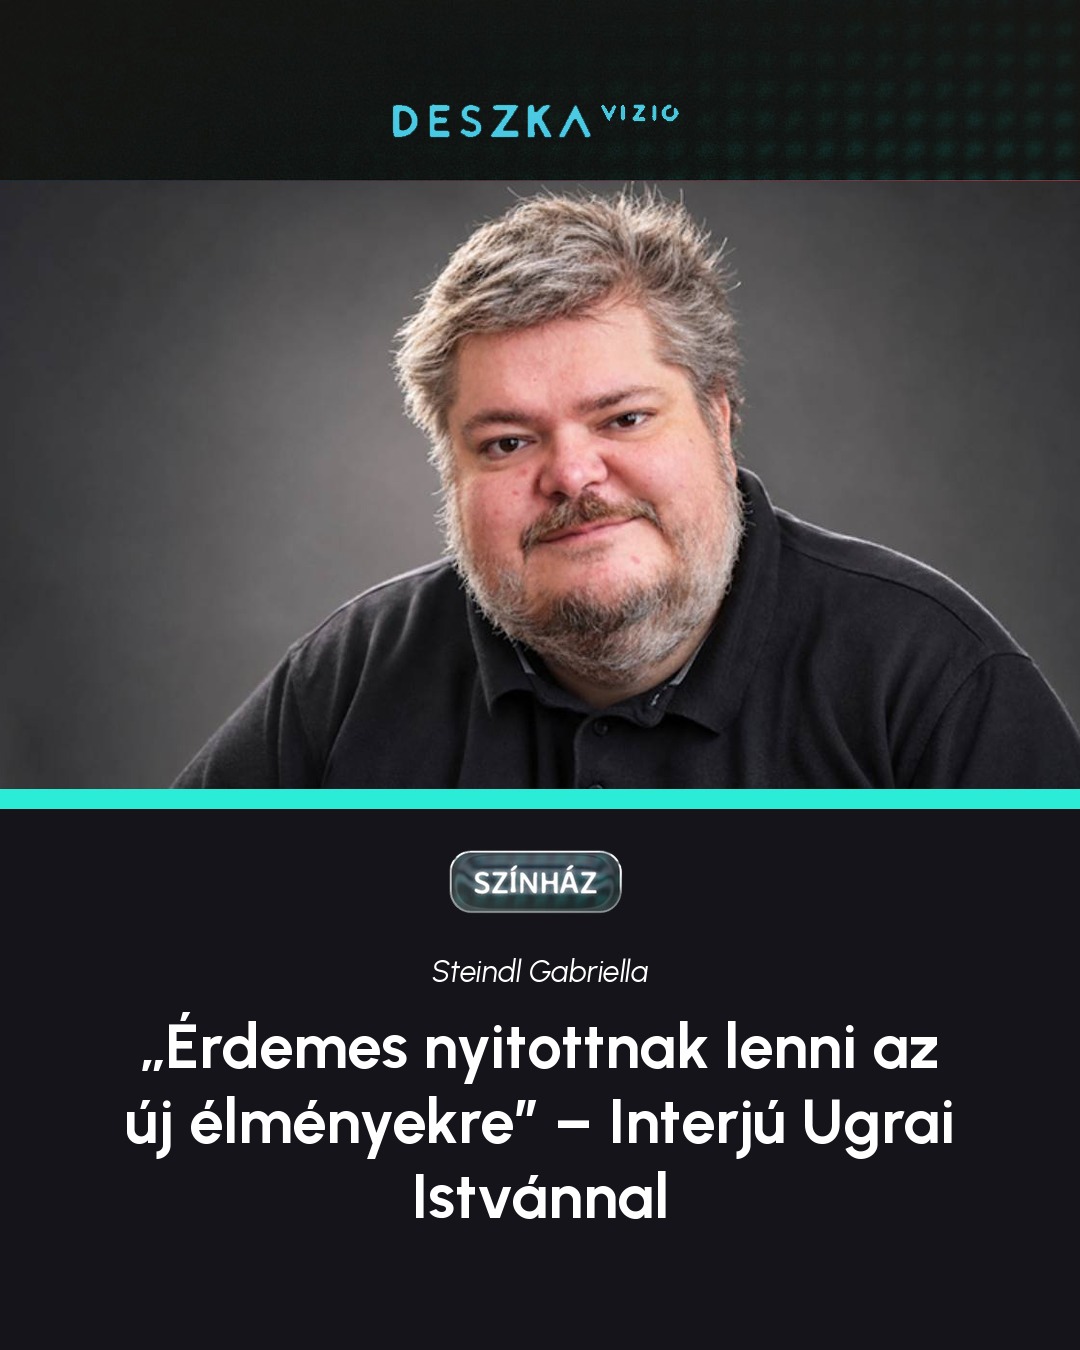 DESZKA VIZIO
SZÍNHÁZ
Steindl Gabriella
„Érdemes nyitottnak lenni az
új élményekre” – Interjú Ugrai
Istvánnal